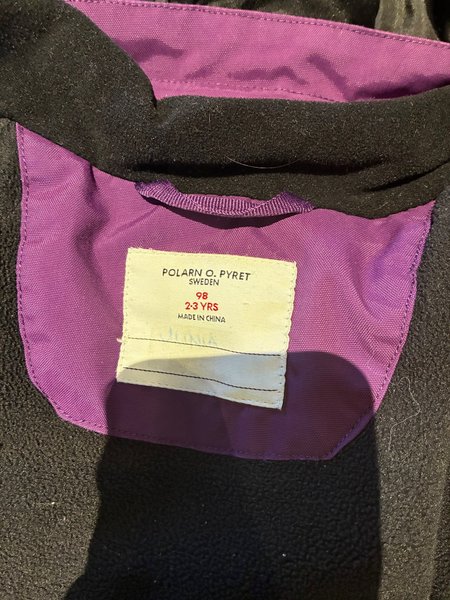 POLARN O. PYRET
SWEDEN
98
2-3 YRS
MADE IN CHINA